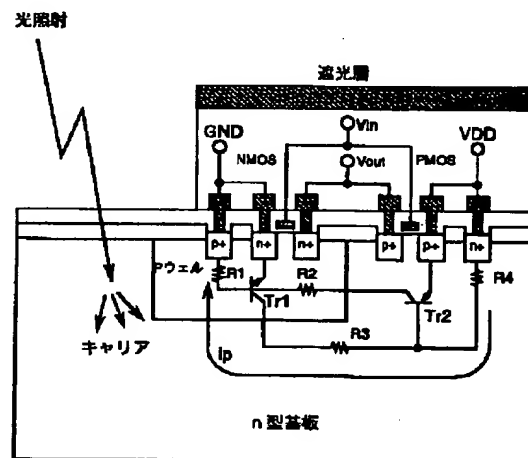 光照射
遮光層
Vin
GND
VDD
NMOS
Vout
PMOS
p+
n+
n+
p+
p+
n+
Pウェル
R1
R2
R4
Tr1
Tr2
R3
Ip
キャリア
n型基板